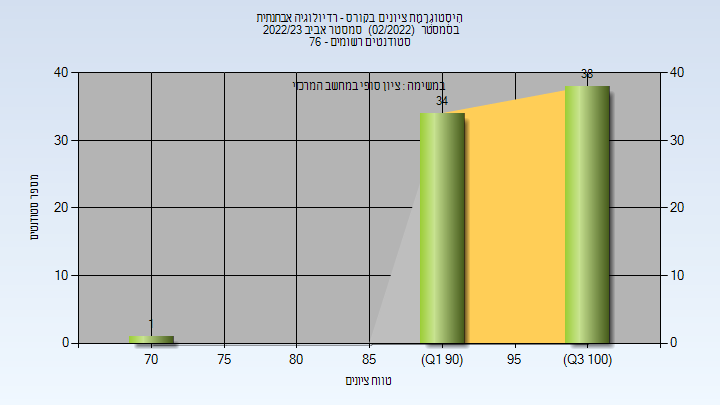 היסטוגרמת ציונים בקורס - רדיולוגיה אבחנתית
בסמסטר (02/2022) סמסטר אביב 2022/23
סטודנטים רשומים - 76
במשימה : ציון סופי במחשב המרכזי
40 40
30 30
20 20
10 10
0 0
1 34 38
מספר סטודנטים
70 75 80 85 (Q1 90) 95 (Q3 100)
טווח ציונים